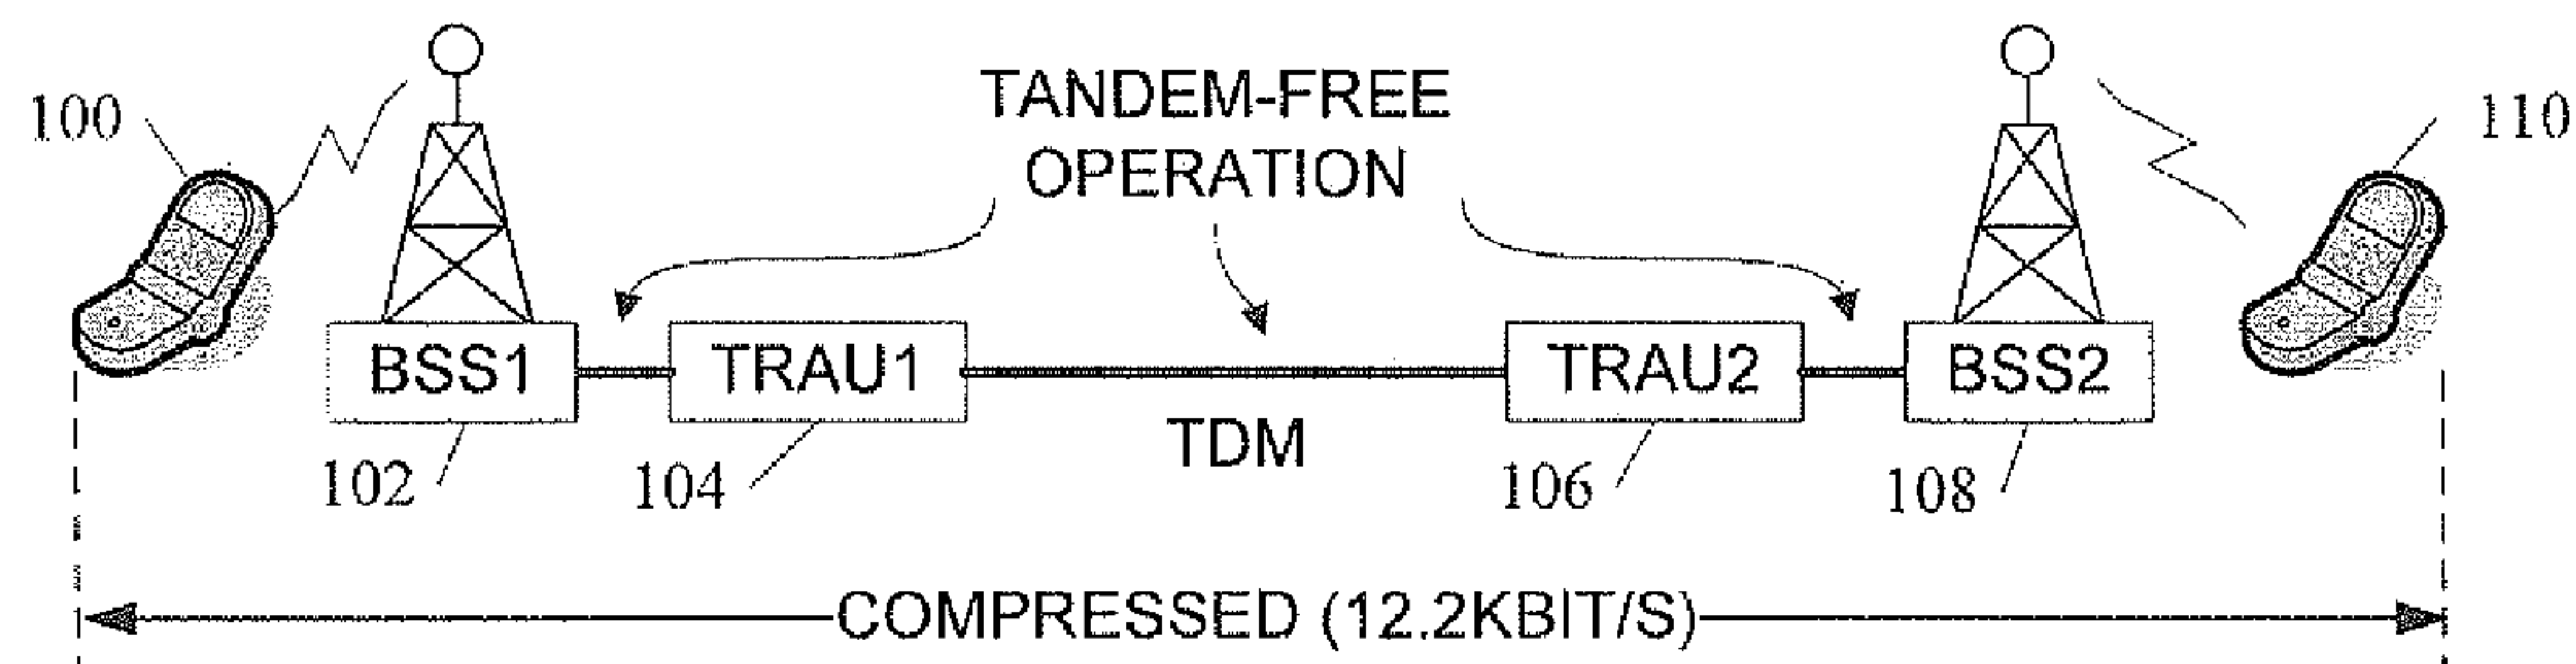 TANDEM-FREE
OPERATION
100
110
BSS1
TRAU1
TRAU2
BSS2
TDM
102
104
106
108
COMPRESSED (12.2KBIT/S)